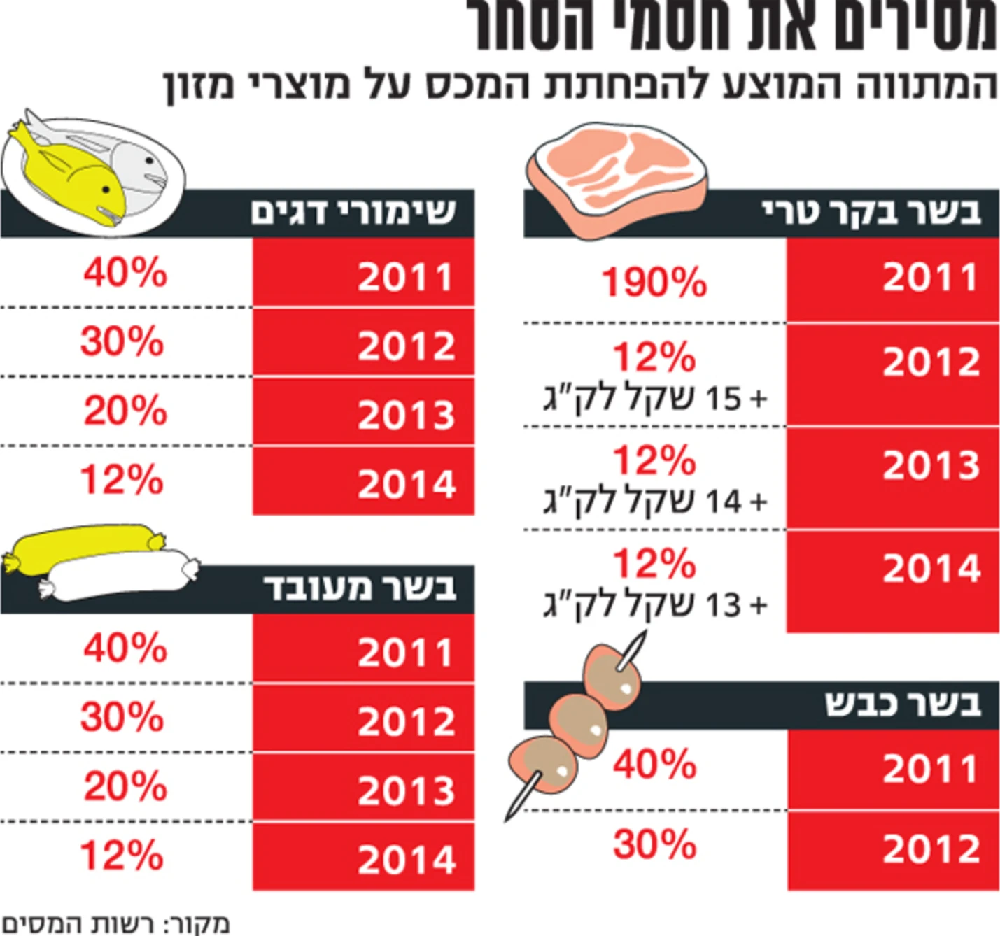 מסירים את חסמי הסחר
המתווה המוצע להפחתת המכס על מוצרי מזון
בשר בקר טרי
2011 190%
2012 12%
+ 15 שקל לק"ג
2013 12%
+ 14 שקל לק"ג
2014 12%
+ 13 שקל לק"ג
בשר כבש
2011 40%
2012 30%
שימורי דגים
2011 40%
2012 30%
2013 20%
2014 12%
בשר מעובד
2011 40%
2012 30%
2013 20%
2014 12%
מקור: רשות המסים